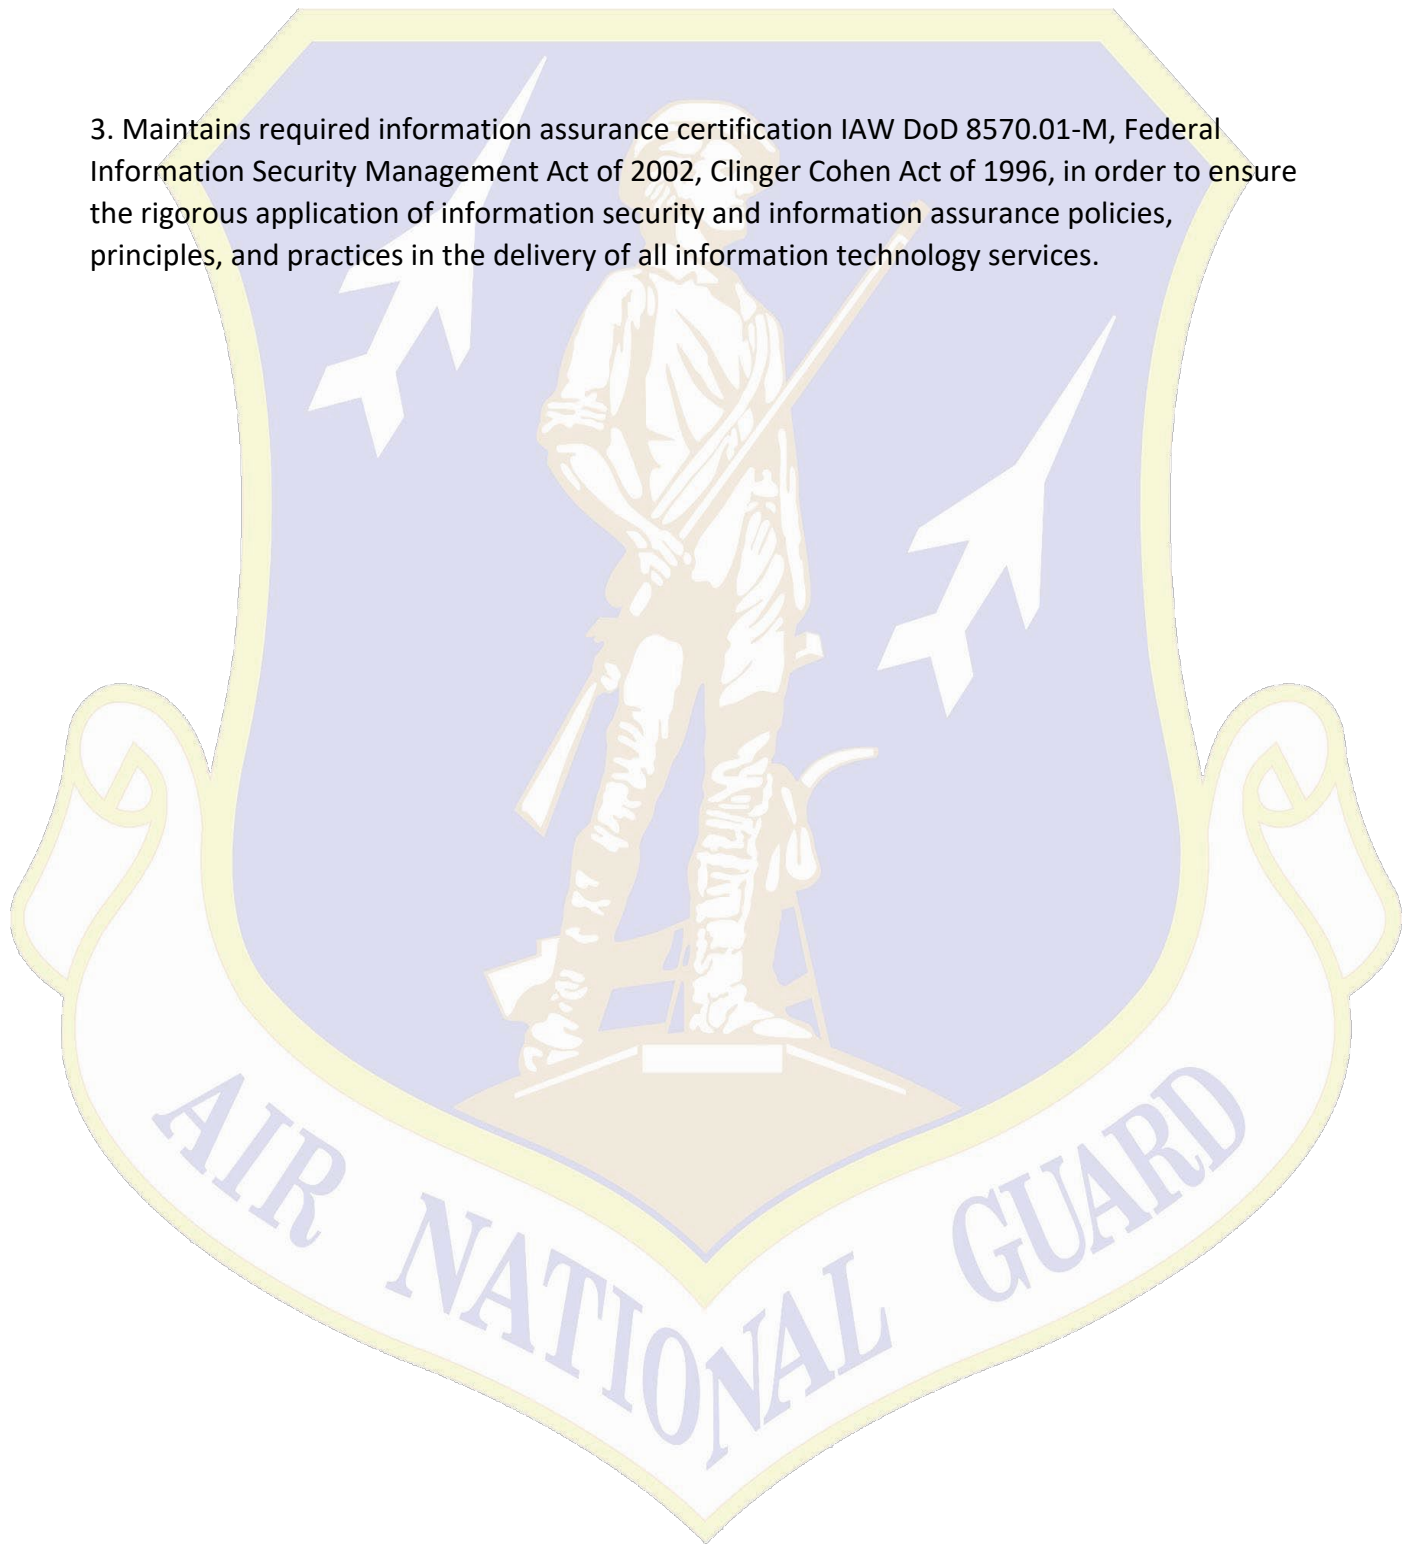 3. Maintains required information assurance certification IAW DoD 8570.01-M, Federal
Information Security Management Act of 2002, Clinger Cohen Act of 1996, in order to ensure
the rigorous application of information security and information assurance policies,
principles, and practices in the delivery of all information technology services.
AIR NATIONAL GUARD